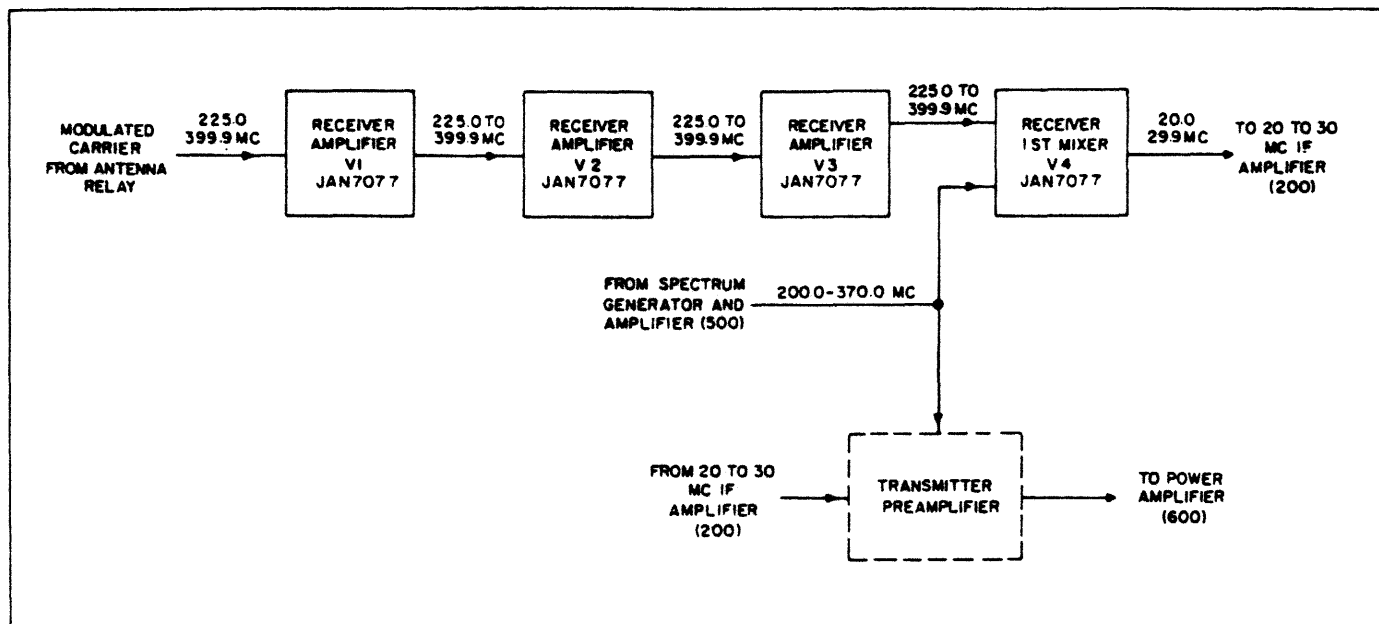 MODULATED
CARRIER
FROM ANTENNA
RELAY
225.0
399.9 MC
RECEIVER
AMPLIFIER
V1
JAN7077
225.0 TO
399.9 MC
RECEIVER
AMPLIFIER
V 2
JAN7077
225.0 TO
399.9 MC
RECEIVER
AMPLIFIER
V3
JAN7077
225.0 TO
399.9 MC
RECEIVER
1ST MIXER
V4
JAN7077
20.0
29.9 MC
TO 20 TO 30
MC IF
AMPLIFIER
(200)
FROM SPECTRUM
GENERATOR AND
AMPLIFIER (500)
200.0-370.0 MC
FROM 20 TO 30
MC IF
AMPLIFIER
(200)
TRANSMITTER
PREAMPLIFIER
TO POWER
AMPLIFIER
(600)